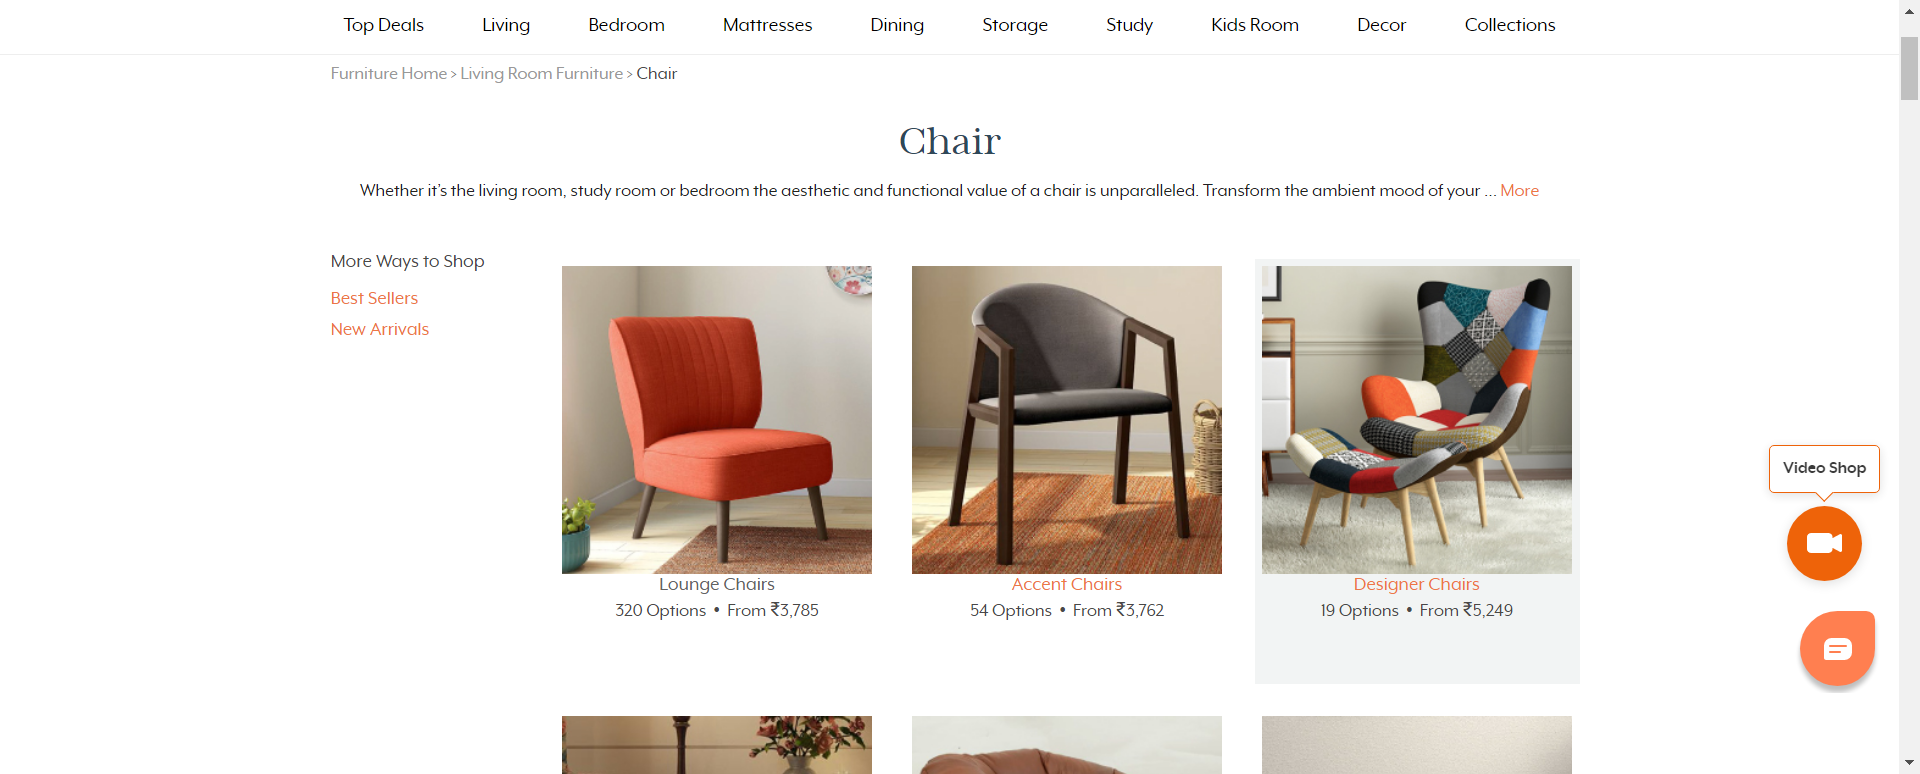 Top Deals Living Bedroom Mattresses Dining Storage Study Kids Room Decor Collections
Furniture Home > Living Room Furniture > Chair
Chair
Whether it's the living room, study room or bedroom the aesthetic and functional value of a chair is unparalleled. Transform the ambient mood of your ... More
More Ways to Shop
Best Sellers
New Arrivals
Lounge Chairs
320 Options • From ₹3,785
Accent Chairs
54 Options • From ₹3,762
Designer Chairs
19 Options • From ₹5,249
Video Shop